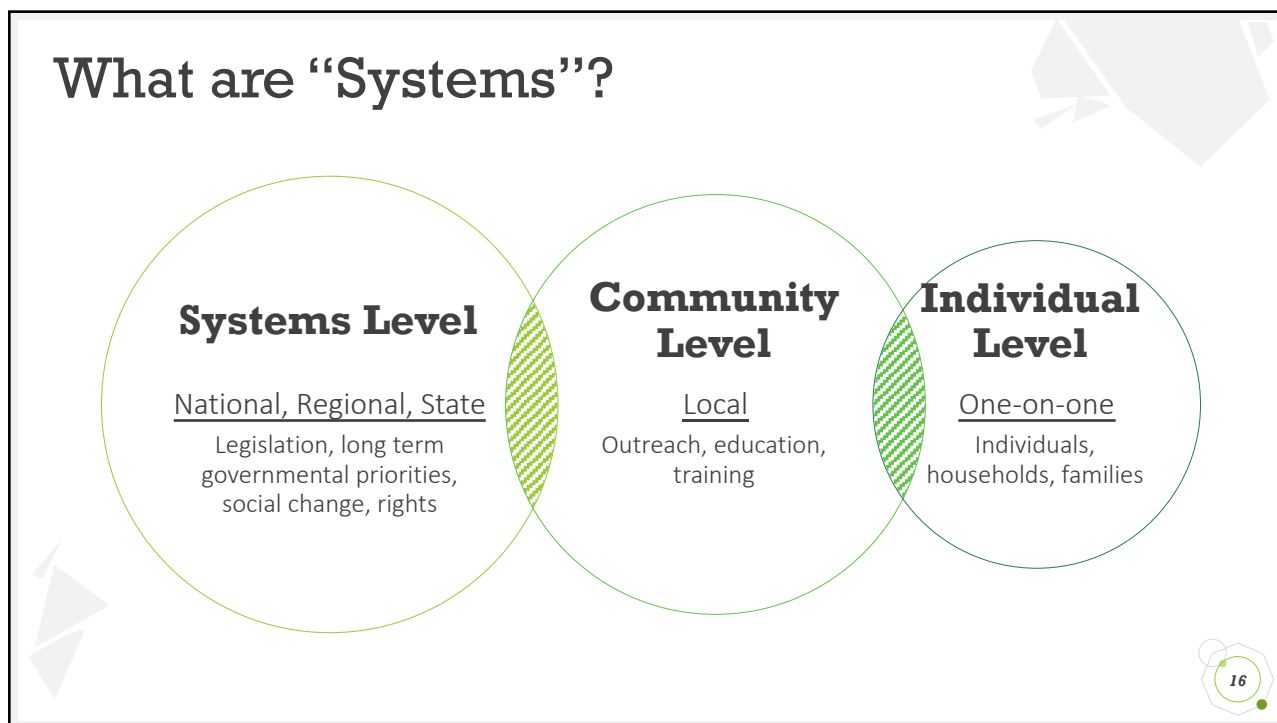 What are “Systems”?
Systems Level
National, Regional, State
Legislation, long term
governmental priorities,
social change, rights
Community
Level
Local
Outreach, education,
training
Individual
Level
One-on-one
Individuals,
households, families
16